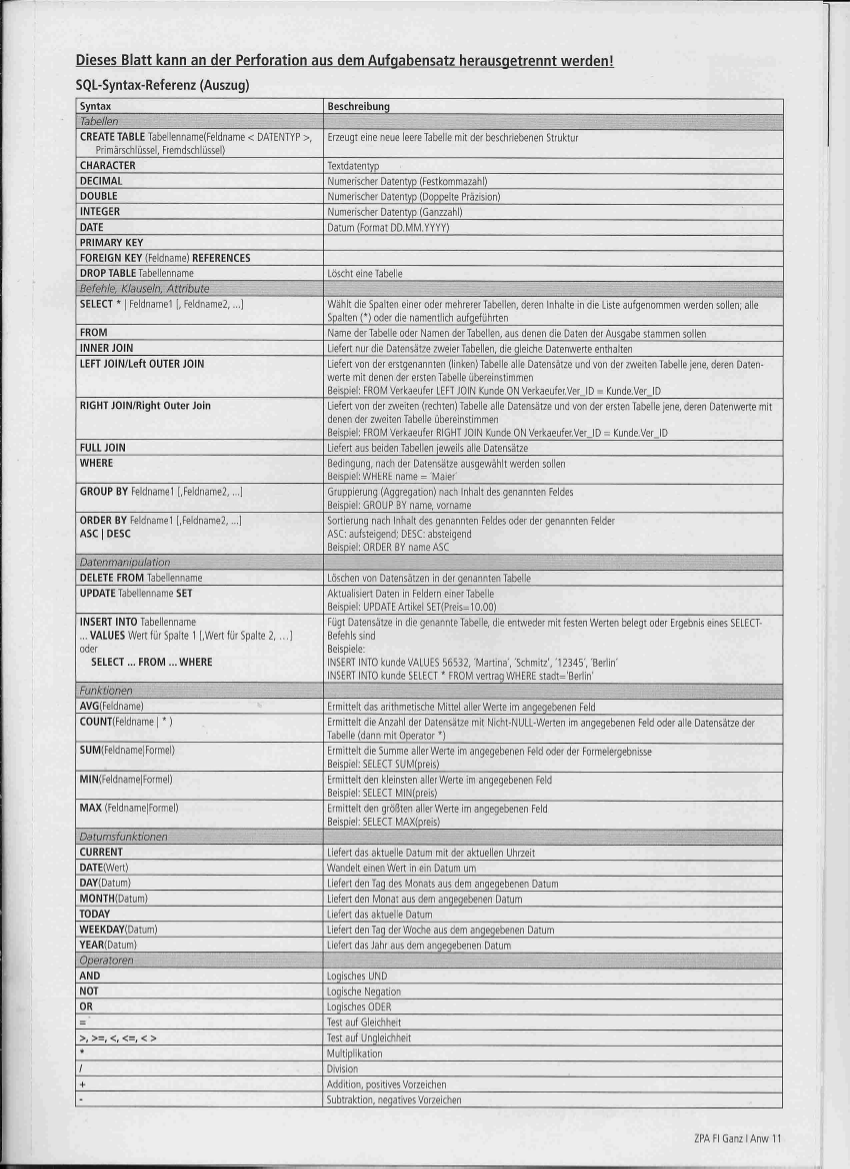 Dieses Blatt kann an der Perforation aus dem Aufgabensatz herausgetrennt werden!
SQL-Syntax-Referenz (Auszug)
Syntax Beschreibung
Tabellen
CREATE TABLE Tabellenname(Feldname < DATENTYP >, Erzeugt eine neue leere Tabelle mit der beschriebenen Struktur
Primärschlüssel, Fremdschlüssel)
CHARACTER Textdatentyp
DECIMAL Numerischer Datentyp (Festkommazahl)
DOUBLE Numerischer Datentyp (Doppelte Präzision)
INTEGER Numerischer Datentyp (Ganzzahl)
DATE Datum (Format DD.MM.YYYY)
PRIMARY KEY
FOREIGN KEY (Feldname) REFERENCES
DROP TABLE Tabellenname Löscht eine Tabelle
Befehle, Klauseln, Attribute
SELECT * | Feldname1 [, Feldname2, ...] Wählt die Spalten einer oder mehrerer Tabellen, deren Inhalte in die Liste aufgenommen werden sollen; alle
Spalten (*) oder die namentlich aufgeführten
FROM Name der Tabelle oder Namen der Tabellen, aus denen die Daten der Ausgabe stammen sollen
INNER JOIN Liefert nur die Datensätze zweier Tabellen, die gleiche Datenwerte enthalten
LEFT JOIN/Left OUTER JOIN Liefert von der erstgenannten (linken) Tabelle alle Datensätze und von der zweiten Tabelle jene, deren Daten-
werte mit denen der ersten Tabelle übereinstimmen
Beispiel: FROM Verkaeufer LEFT JOIN Kunde ON Verkaeufer.Ver_ID = Kunde.Ver_ID
RIGHT JOIN/Right Outer Join Liefert von der zweiten (rechten) Tabelle alle Datensätze und von der ersten Tabelle jene, deren Datenwerte mit
denen der zweiten Tabelle übereinstimmen
Beispiel: FROM Verkaeufer RIGHT JOIN Kunde ON Verkaeufer.Ver_ID = Kunde.Ver_ID
FULL JOIN Liefert aus beiden Tabellen jeweils alle Datensätze
WHERE Bedingung, nach der Datensätze ausgewählt werden sollen
Beispiel: WHERE name = 'Maier'
GROUP BY Feldname1 [,Feldname2, ...] Gruppierung (Aggregation) nach Inhalt des genannten Feldes
Beispiel: GROUP BY name, vorname
ORDER BY Feldname1 [,Feldname2, ...] Sortierung nach Inhalt des genannten Feldes oder der genannten Felder
ASC | DESC ASC: aufsteigend; DESC: absteigend
Beispiel: ORDER BY name ASC
Datenmanipulation
DELETE FROM Tabellenname Löschen von Datensätzen in der genannten Tabelle
UPDATE Tabellenname SET Aktualisiert Daten in Feldern einer Tabelle
Beispiel: UPDATE Artikel SET(Preis=10.00)
INSERT INTO Tabellenname Fügt Datensätze in die genannte Tabelle, die entweder mit festen Werten belegt oder Ergebnis eines SELECT-
... VALUES Wert für Spalte 1 [,Wert für Spalte 2, ...] Befehls sind
oder Beispiele:
SELECT ... FROM ... WHERE INSERT INTO kunde VALUES 56532, 'Martina', 'Schmitz', '12345', 'Berlin'
INSERT INTO kunde SELECT * FROM vertrag WHERE stadt='Berlin'
Funktionen
AVG(Feldname) Ermittelt das arithmetische Mittel aller Werte im angegebenen Feld
COUNT(Feldname | * ) Ermittelt die Anzahl der Datensätze mit Nicht-NULL-Werten im angegebenen Feld oder alle Datensätze der
Tabelle (dann mit Operator *)
SUM(Feldname|Formel) Ermittelt die Summe aller Werte im angegebenen Feld oder der Formelergebnisse
Beispiel: SELECT SUM(preis)
MIN(Feldname|Formel) Ermittelt den kleinsten aller Werte im angegebenen Feld
Beispiel: SELECT MIN(preis)
MAX (Feldname|Formel) Ermittelt den größten aller Werte im angegebenen Feld
Beispiel: SELECT MAX(preis)
Datumsfunktionen
CURRENT Liefert das aktuelle Datum mit der aktuellen Uhrzeit
DATE(Wert) Wandelt einen Wert in ein Datum um
DAY(Datum) Liefert den Tag des Monats aus dem angegebenen Datum
MONTH(Datum) Liefert den Monat aus dem angegebenen Datum
TODAY Liefert das aktuelle Datum
WEEKDAY(Datum) Liefert den Tag der Woche aus dem angegebenen Datum
YEAR(Datum) Liefert das Jahr aus dem angegebenen Datum
Operatoren
AND Logisches UND
NOT Logische Negation
OR Logisches ODER
= Test auf Gleichheit
>, >=, <, <=, < > Test auf Ungleichheit
* Multiplikation
/ Division
+ Addition, positives Vorzeichen
- Subtraktion, negatives Vorzeichen
ZPA FI Ganz I Anw 11